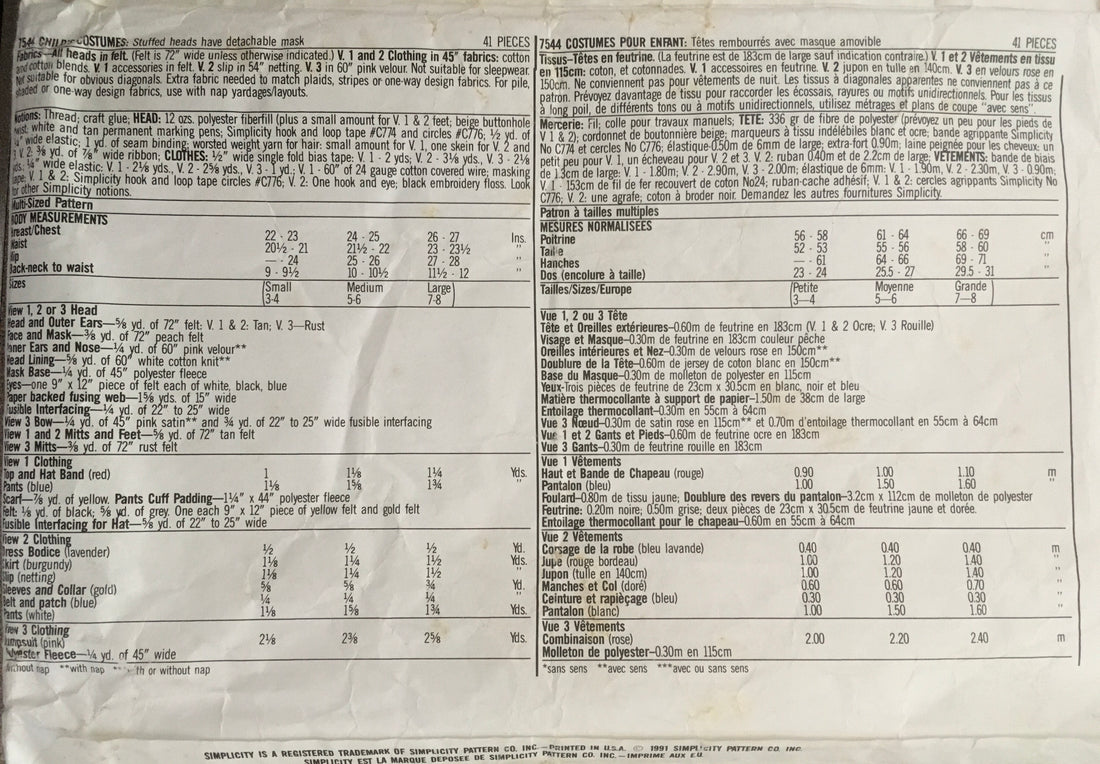 7544 CHILD COSTUMES: Stuffed heads have detachable mask 41 PIECES
Fabrics—All heads in felt. (Felt is 72" wide unless otherwise indicated.) V. 1 and 2 Clothing in 45" fabrics: cotton
and cotton blends. V. 1 accessories in felt. V. 2 slip in 54" netting. V. 3 in 60" pink velour. Not suitable for sleepwear.
Not suitable for obvious diagonals. Extra fabric needed to match plaids, stripes or one-way design fabrics. For pile,
shaded or one-way design fabrics, use with nap yardages/layouts.
Notions: Thread; craft glue; HEAD: 12 ozs. polyester fiberfill (plus a small amount for V. 1 & 2 feet; beige buttonhole
twist; white and tan permanent marking pens; Simplicity hook and loop tape #C774 and circles #C776; ½ yd. of
¼" wide elastic; 1 yd. of seam binding; worsted weight yarn for hair: small amount for V. 1, one skein for V. 2 and
3 V. 2: ⅜ yd. of ⅞" wide ribbon; CLOTHES: ½" wide single fold bias tape: V. 1 - 2 yds; V. 2 - 3⅛ yds., V. 3 - 2⅛
yds.; ¼" wide elastic: V. 1 - 2⅛ yds., V. 2 - 2⅝ yds., V. 3 - 1 yd.; V. 1 - 60" of 24 gauge cotton covered wire; masking
tape; V. 1 & 2: Simplicity hook and loop tape circles #C776; V. 2: One hook and eye; black embroidery floss. Look
for other Simplicity notions.
Multi-Sized Pattern
BODY MEASUREMENTS
Breast/Chest 22 - 23 24 - 25 26 - 27 Ins.
Waist 20½ - 21 21½ - 22 23 - 23½ "
Hip — - 24 25 - 26 27 - 28 "
Back-neck to waist 9 - 9½ 10 - 10½ 11½ - 12 "
Sizes Small Medium Large
3-4 5-6 7-8
View 1, 2 or 3 Head
Head and Outer Ears—⅝ yd. of 72" felt: V. 1 & 2: Tan; V. 3—Rust
Face and Mask—⅜ yd. of 72" peach felt
Inner Ears and Nose—¼ yd. of 60" pink velour**
Head Lining—⅝ yd. of 60" white cotton knit**
Mask Base—¼ yd. of 45" polyester fleece
Eyes—one 9" x 12" piece of felt each of white, black, blue
Paper backed fusing web—1⅝ yds. of 15" wide
Fusible Interfacing—¼ yd. of 22" to 25" wide
View 3 Bow—¼ yd. of 45" pink satin** and ¾ yd. of 22" to 25" wide fusible interfacing
View 1 and 2 Mitts and Feet—⅝ yd. of 72" tan felt
View 3 Mitts—⅜ yd. of 72" rust felt
View 1 Clothing
Top and Hat Band (red) 1 1⅛ 1¼ Yds.
Pants (blue) 1⅛ 1⅝ 1¾ "
Scarf—⅞ yd. of yellow. Pants Cuff Padding—1¼" x 44" polyester fleece
Felt: ⅛ yd. of black; ⅝ yd. of grey. One each 9" x 12" piece of yellow felt and gold felt
Fusible Interfacing for Hat—⅝ yd. of 22" to 25" wide
View 2 Clothing
Dress Bodice (lavender) ½ ½ ½ Yd.
Skirt (burgundy) 1⅛ 1¼ 1½ Yds.
Slip (netting) 1⅛ 1¼ 1½ "
Sleeves and Collar (gold) ⅝ ⅝ ¾ Yd.
Belt and patch (blue) ¼ ¼ ¼ "
Pants (white) 1⅛ 1⅝ 1¾ Yds.
View 3 Clothing
Jumpsuit (pink) 2⅛ 2⅜ 2⅝ Yds.
Polyester Fleece—¼ yd. of 45" wide
Without nap **with nap th or without nap
7544 COSTUMES POUR ENFANT: Têtes rembourrés avec masque amovible 41 PIECES
Tissus-Têtes en feutrine. (La feutrine est de 183cm de large sauf indication contraire.) V. 1 et 2 Vêtements en tissu
en 115cm: coton, et cotonnades. V. 1 accessoires en feutrine. V. 2 jupon en tulle en 140cm. V. 3 en velours rose en
150cm. Ne conviennent pas pour vêtements de nuit. Les tissus à diagonales apparentes ne conviennent pas à ce
patron. Prévoyez davantage de tissu pour raccorder les écossais, rayures ou motifs unidirectionnels. Pour les tissus
à long poil, de différents tons ou à motifs unidirectionnels, utilisez métrages et plans de coupe "avec sens".
Mercerie: Fil; colle pour travaux manuels; TETE: 336 gr de fibre de polyester (prévoyez un peu pour les pieds de
V 1 & 2); cordonnet de boutonnière beige; marqueurs à tissu indélébiles blanc et ocre; bande agrippante Simplicity
No C774 et cercles No C776; élastique-0.50m de 6mm de large; extra-fort 0.90m; laine peignée pour les cheveux; un
petit peu pour V. 1, un écheveau pour V. 2 et 3. V. 2: ruban 0.40m et de 2.2cm de large; VETEMENTS: bande de biais
de 1.3cm de large: V. 1 - 1.80m; V. 2 - 2.90m, V. 3 - 2.00m; élastique de 6mm: V. 1 - 1.90m, V. 2 - 2.30m, V. 3 - 0.90m;
V. 1 - 153cm de fil de fer recouvert de coton No24; ruban-cache adhésif; V. 1 & 2: cercles agrippants Simplicity No
C776; V. 2: une agrafe; coton à broder noir. Demandez les autres fournitures Simplicity.
Patron à tailles multiples
MESURES NORMALISEES
Poitrine 56 - 58 61 - 64 66 - 69 cm
Taille 52 - 53 55 - 56 58 - 60 "
Hanches — - 61 64 - 66 69 - 71 "
Dos (encolure à taille) 23 - 24 25.5 - 27 29.5 - 31 "
Tailles/Sizes/Europe Petite Moyenne Grande
3—4 5—6 7—8
Vue 1, 2 ou 3 Tête
Tête et Oreilles extérieures-0.60m de feutrine en 183cm (V. 1 & 2 Ocre; V. 3 Rouille)
Visage et Masque-0.30m de feutrine en 183cm couleur pêche
Oreilles intérieures et Nez-0.30m de velours rose en 150cm**
Doublure de la Tête-0.60m de jersey de coton blanc en 150cm**
Base du Masque-0.30m de molleton de polyester en 115cm
Yeux-Trois pièces de feutrine de 23cm x 30.5cm en blanc, noir et bleu
Matière thermocollante à support de papier-1.50m de 38cm de large
Entoilage thermocollant-0.30m en 55cm à 64cm
Vue 3 Nœud-0.30m de satin rose en 115cm** et 0.70m d'entoilage thermocollant en 55cm à 64cm
Vue 1 et 2 Gants et Pieds-0.60m de feutrine ocre en 183cm
Vue 3 Gants-0.30m de feutrine rouille en 183cm
Vue 1 Vêtements
Haut et Bande de Chapeau (rouge) 0.90 1.00 1.10 m
Pantalon (bleu) 1.00 1.50 1.60 "
Foulard-0.80m de tissu jaune; Doublure des revers du pantalon-3.2cm x 112cm de molleton de polyester
Feutrine: 0.20m noire; 0.50m grise; deux pièces de 23cm x 30.5cm de feutrine jaune et dorée.
Entoilage thermocollant pour le chapeau-0.60m en 55cm à 64cm
Vue 2 Vêtements
Corsage de la robe (bleu lavande) 0.40 0.40 0.40 m
Jupe (rouge bordeau) 1.00 1.20 1.40 "
Jupon (tulle en 140cm) 1.00 1.20 1.40 "
Manches et Col (doré) 0.60 0.60 0.70 "
Ceinture et rapièçage (bleu) 0.30 0.30 0.30 "
Pantalon (blanc) 1.00 1.50 1.60 "
Vue 3 Vêtements
Combinaison (rose) 2.00 2.20 2.40 m
Molleton de polyester-0.30m en 115cm
*sans sens **avec sens ***avec ou sans sens
SIMPLICITY IS A REGISTERED TRADEMARK OF SIMPLICITY PATTERN CO. INC.—PRINTED IN U.S.A. © 1991 SIMPLICITY PATTERN CO. INC.
SIMPLICITY EST LA MARQUE DEPOSEE DE SIMPLICITY PATTERN CO. INC.—IMPRIME AUX E.U.